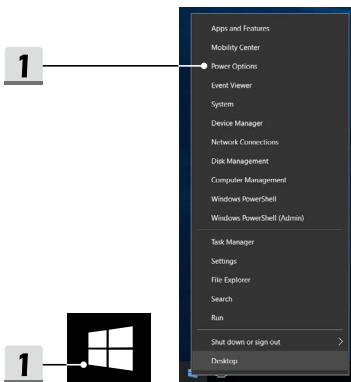 1
Apps and Features
Mobility Center
Power Options
Event Viewer
System
Device Manager
Network Connections
Disk Management
Computer Management
Windows PowerShell
Windows PowerShell (Admin)
Task Manager
Settings
File Explorer
Search
Run
Shut down or sign out
Desktop
1